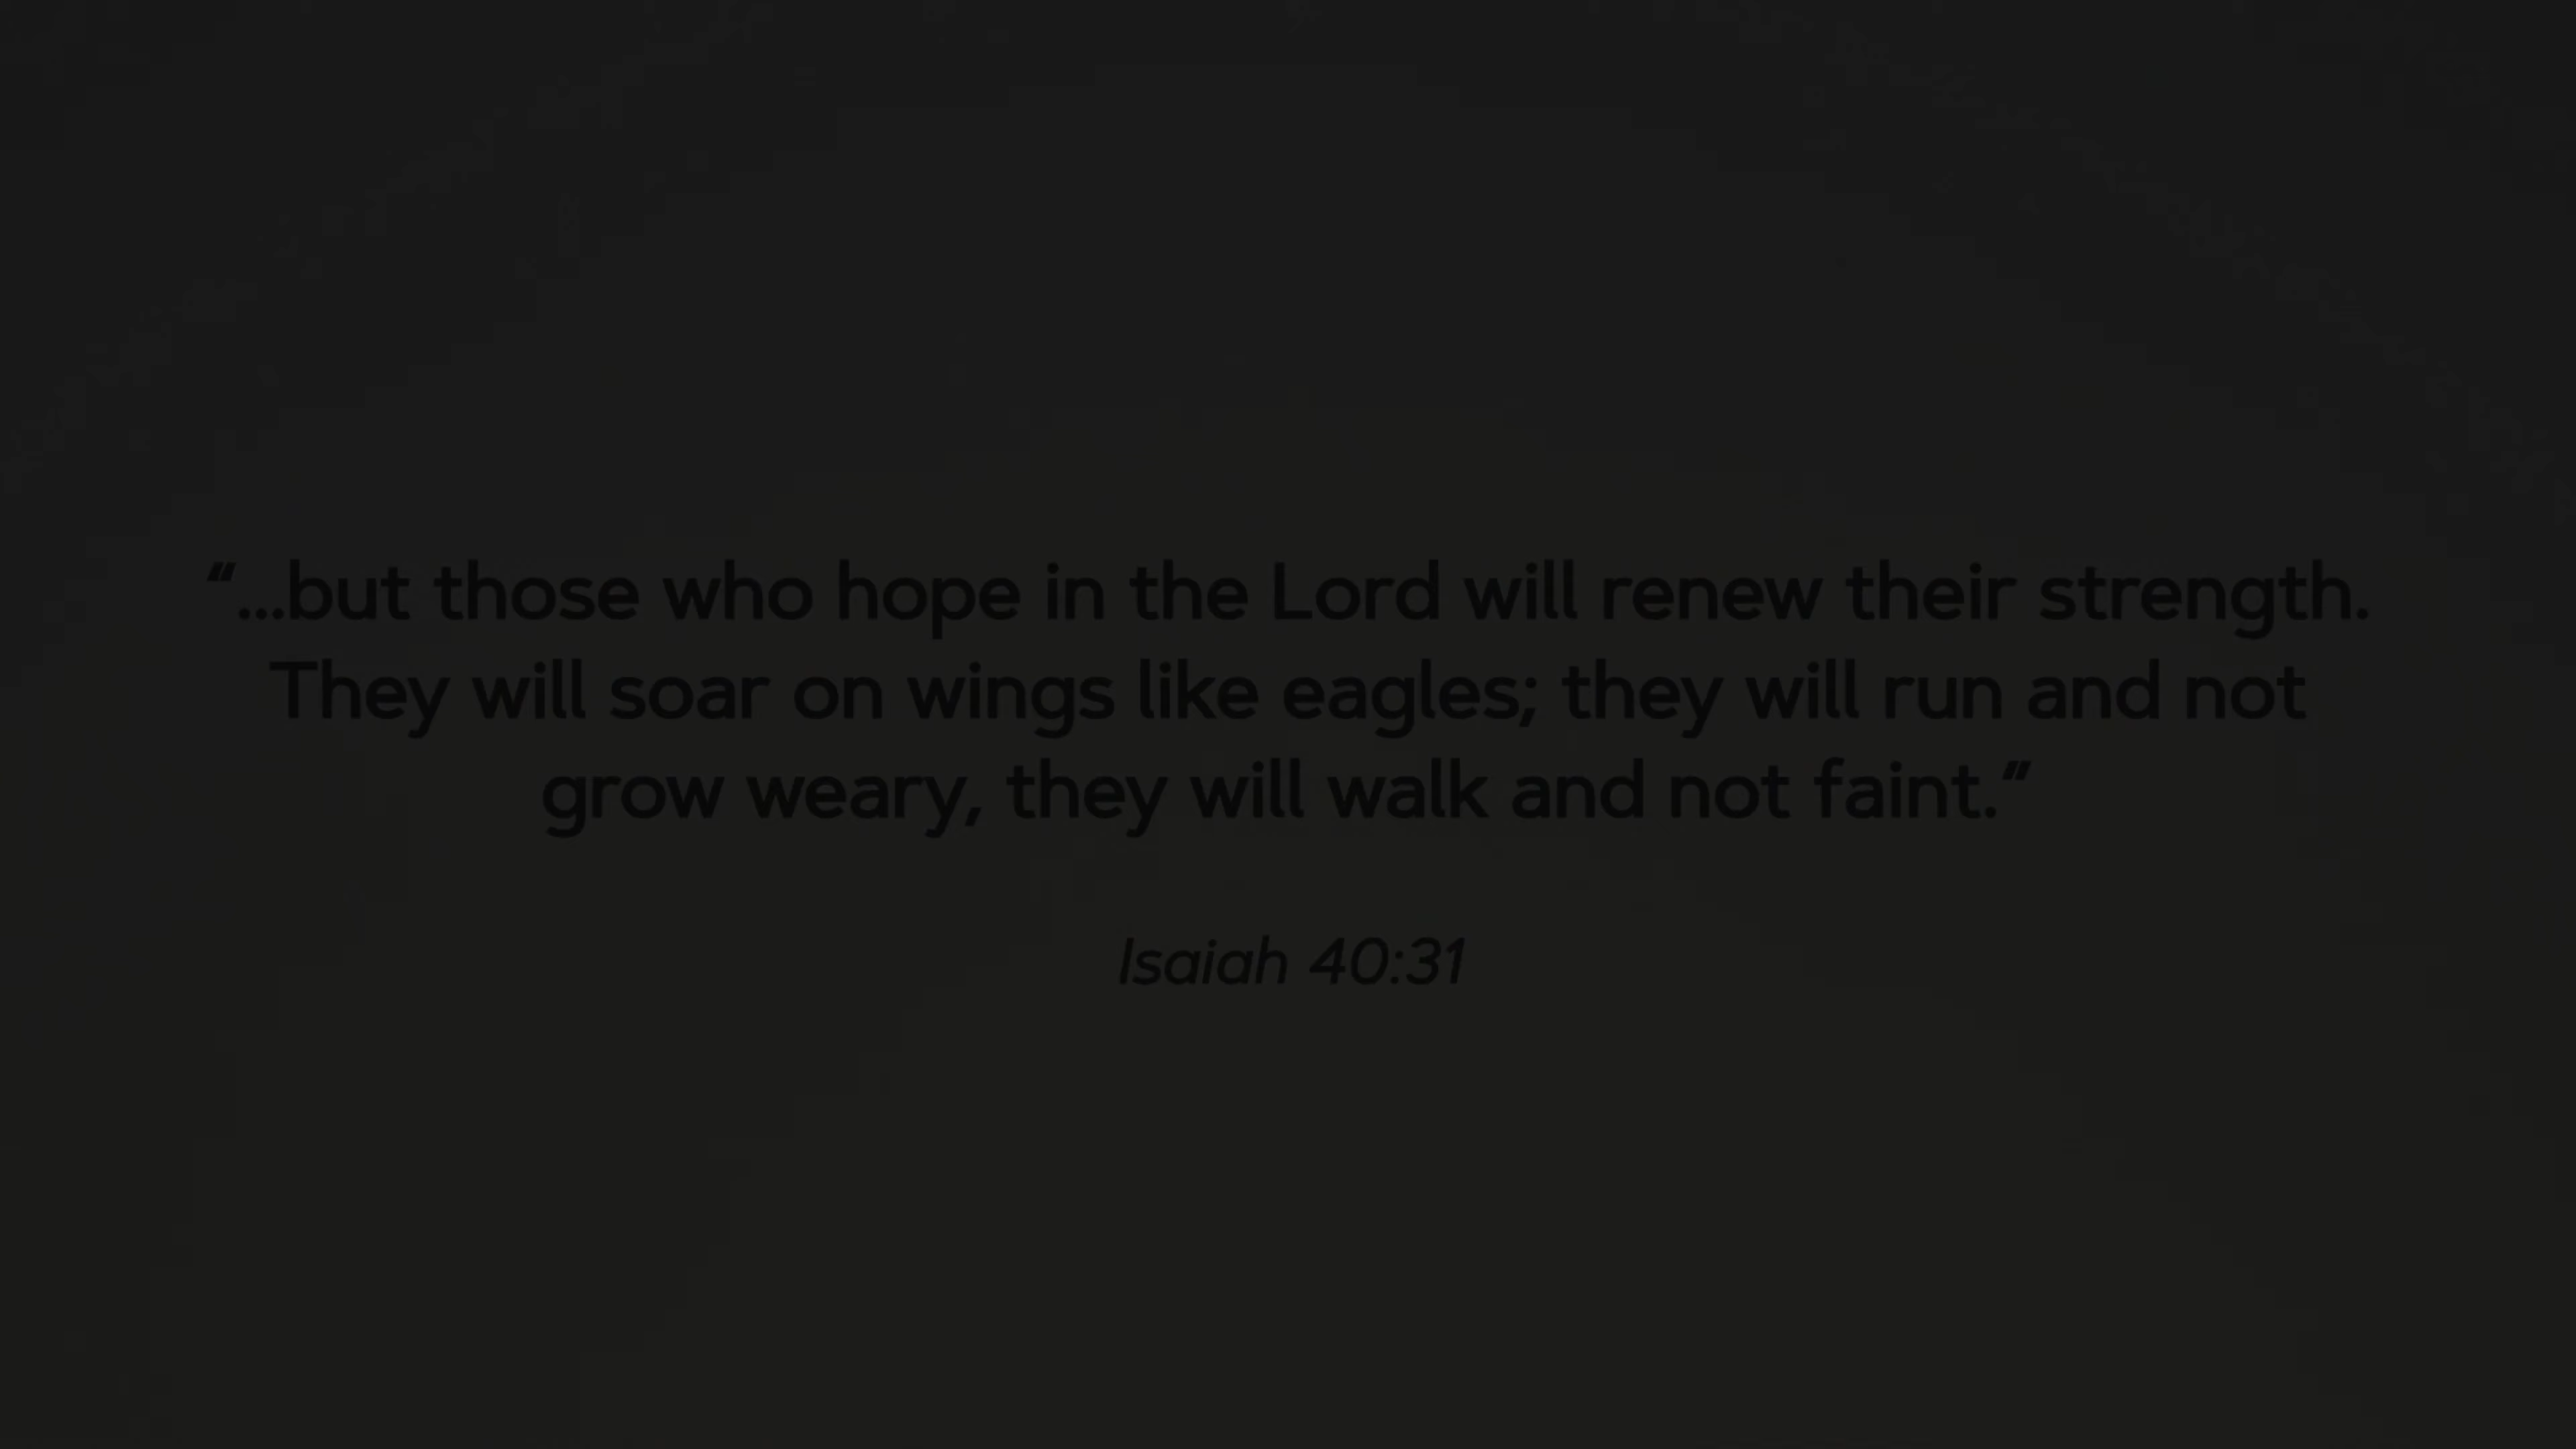 “...but those who hope in the Lord will renew their strength.
They will soar on wings like eagles; they will run and not
grow weary, they will walk and not faint.”
Isaiah 40:31